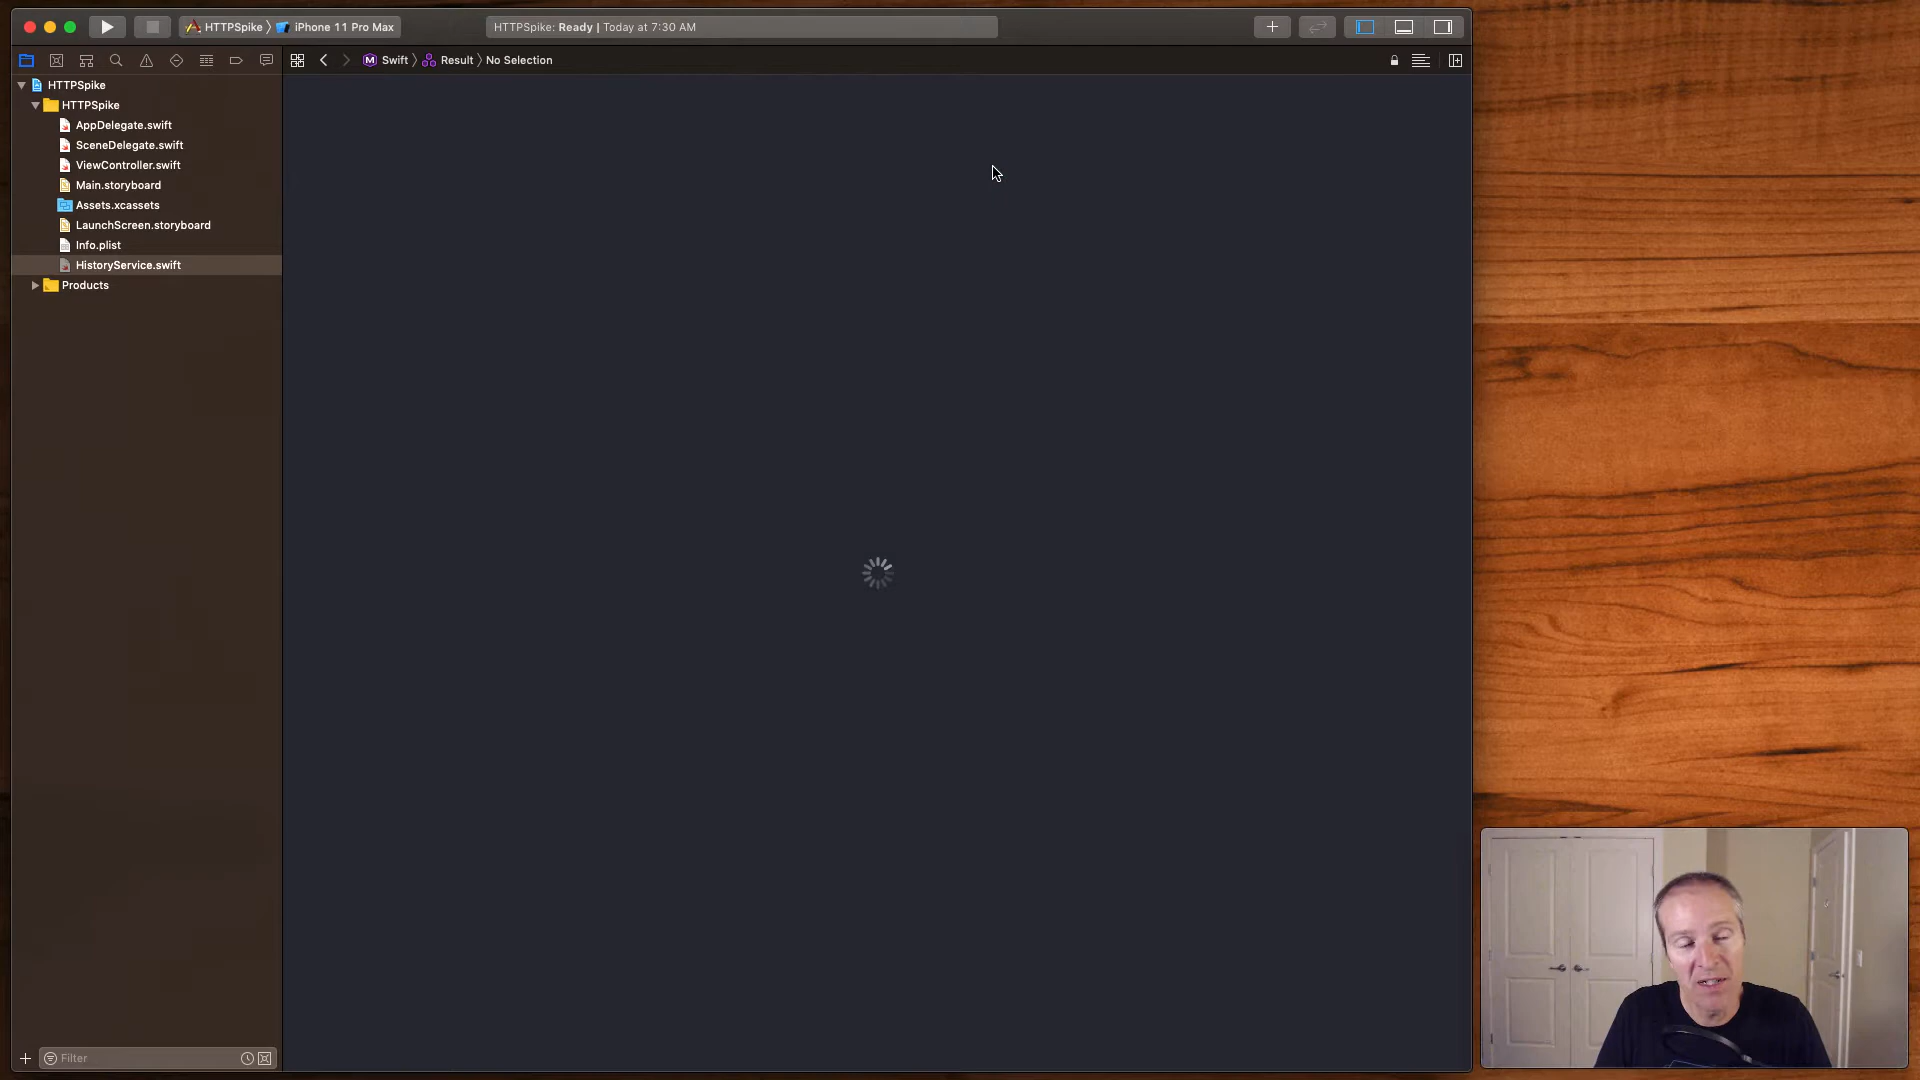 HTTPSpike 〉 iPhone 11 Pro Max
HTTPSpike: Ready | Today at 7:30 AM
Swift 〉 Result 〉 No Selection
HTTPSpike
HTTPSpike
AppDelegate.swift
SceneDelegate.swift
ViewController.swift
Main.storyboard
Assets.xcassets
LaunchScreen.storyboard
Info.plist
HistoryService.swift
Products
Filter